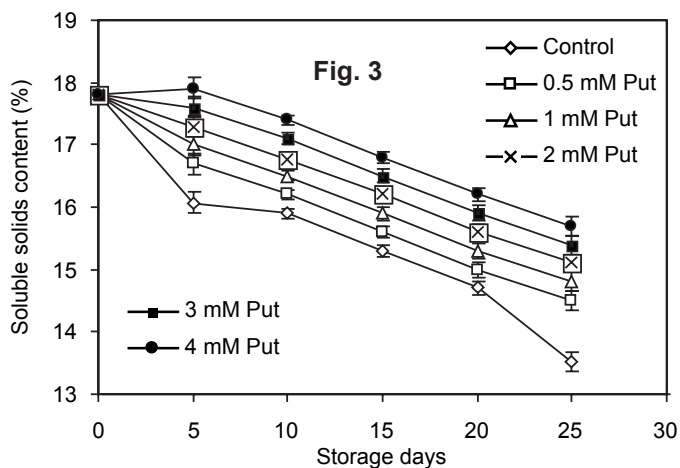 Fig. 3
Soluble solids content (%)
19
18
17
16
15
14
13
Control
0.5 mM Put
1 mM Put
2 mM Put
3 mM Put
4 mM Put
0 5 10 15 20 25 30
Storage days